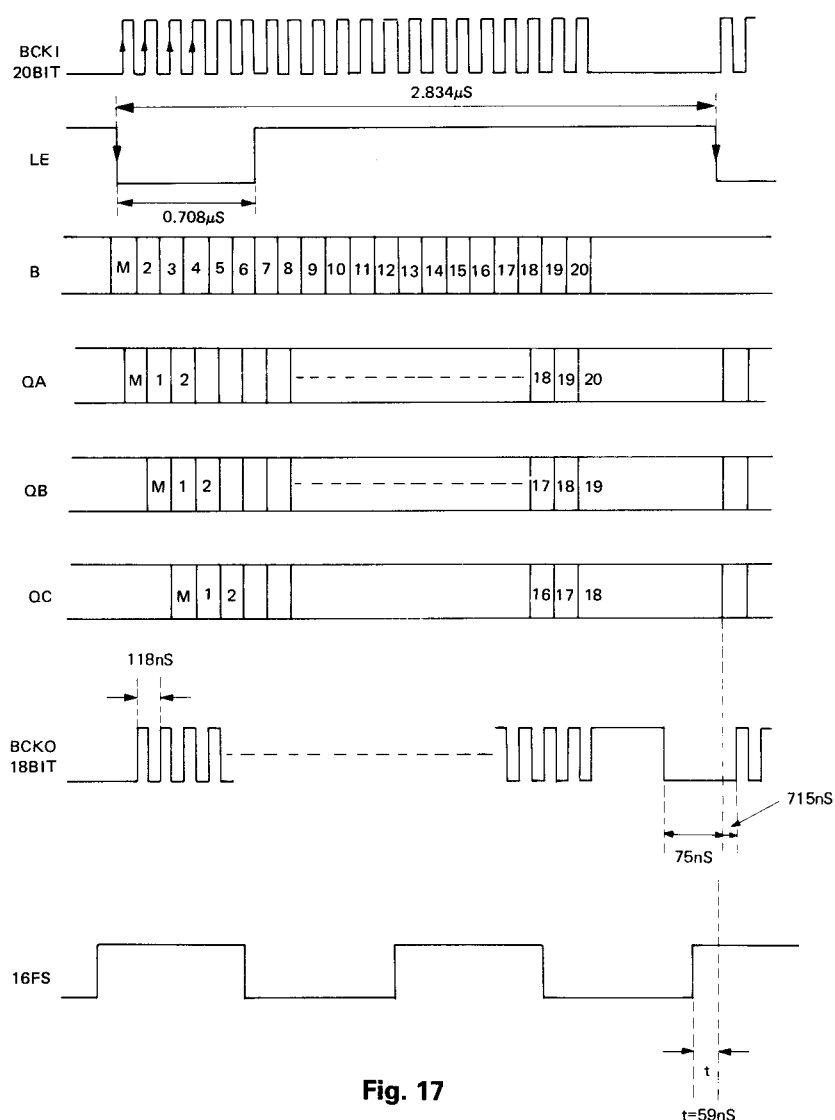 BCKI
20BIT
2.834μS
LE
0.708μS
B M 2 3 4 5 6 7 8 9 10 11 12 13 14 15 16 17 18 19 20
QA M 1 2 18 19 20
QB M 1 2 17 18 19
QC M 1 2 16 17 18
118nS
BCKO
18BIT
715nS
75nS
16FS
t
Fig. 17
t=59nS